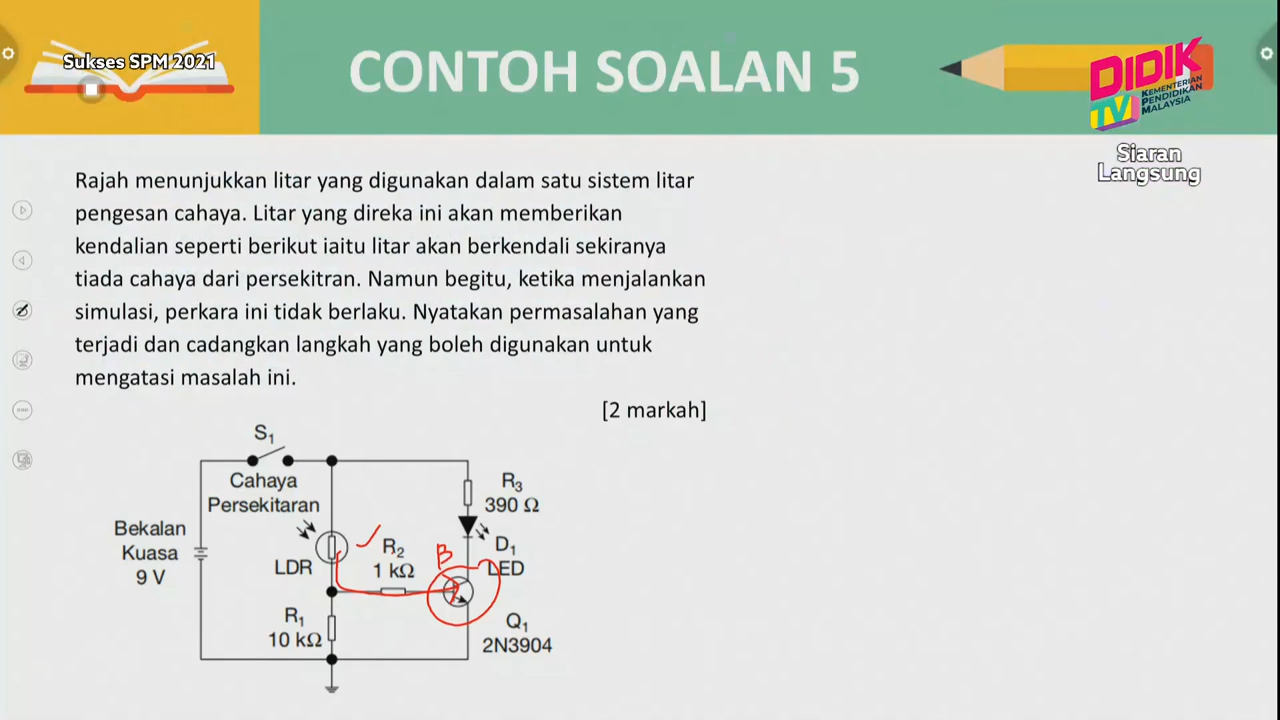 Sukses SPM 2021
CONTOH SOALAN 5
DIDIK
TV
KEMENTERIAN
PENDIDIKAN
MALAYSIA
Siaran
Langsung
Rajah menunjukkan litar yang digunakan dalam satu sistem litar
pengesan cahaya. Litar yang direka ini akan memberikan
kendalian seperti berikut iaitu litar akan berkendali sekiranya
tiada cahaya dari persekitran. Namun begitu, ketika menjalankan
simulasi, perkara ini tidak berlaku. Nyatakan permasalahan yang
terjadi dan cadangkan langkah yang boleh digunakan untuk
mengatasi masalah ini.
[2 markah]
S₁
Cahaya
Persekitaran
R₃
390 Ω
Bekalan
Kuasa
9 V
LDR
R₂
1 kΩ
B
D₁
LED
R₁
10 kΩ
Q₁
2N3904